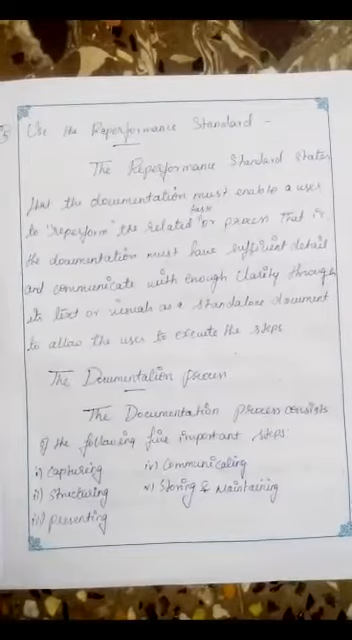 3) Use the Reperformance Standard -
The Reperformance Standard states
that the documentation must enable a user
to "reperform" the related task or process that is
the documentation must have sufficient detail
and communicate with enough clarity through
its text or visuals as a standalone document
to allow the user to execute the steps
The Documentation process
The Documentation process consists
of the following five important steps:
i) Capturing
ii) Structuring
iii) presenting
iv) Communicating
v) Storing & Maintaining